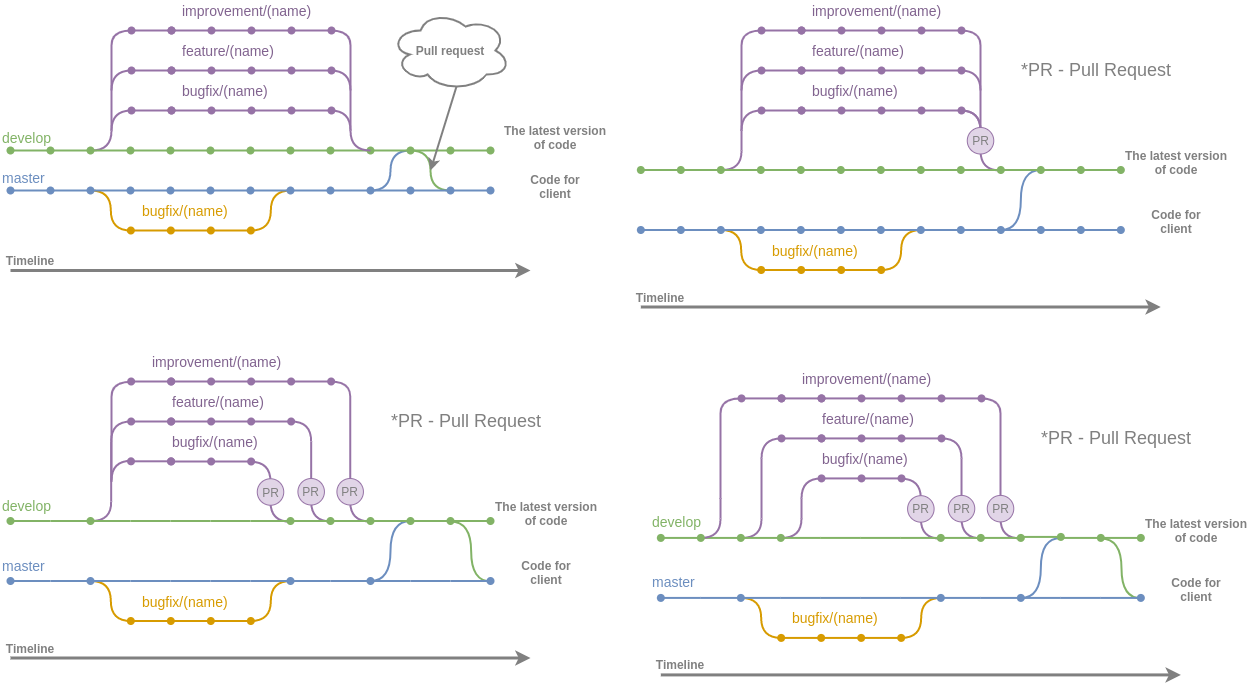 improvement/(name)
feature/(name)
bugfix/(name)
Pull request
develop
The latest version
of code
master
Code for
client
bugfix/(name)
Timeline
improvement/(name)
feature/(name)
*PR - Pull Request
bugfix/(name)
PR
The latest version
of code
Code for
client
bugfix/(name)
Timeline
improvement/(name)
feature/(name)
*PR - Pull Request
bugfix/(name)
PR PR PR
develop
The latest version
of code
master
Code for
client
bugfix/(name)
Timeline
improvement/(name)
feature/(name)
*PR - Pull Request
bugfix/(name)
PR PR PR
develop
The latest version
of code
master
Code for
client
bugfix/(name)
Timeline